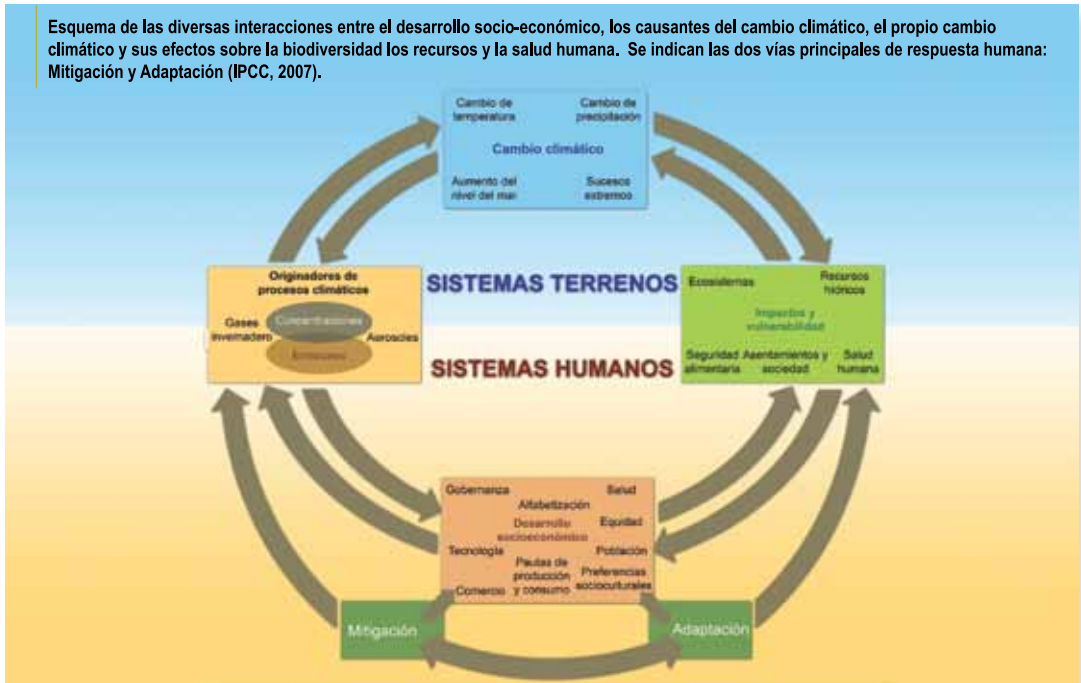 Esquema de las diversas interacciones entre el desarrollo socio-económico, los causantes del cambio climático, el propio cambio
climático y sus efectos sobre la biodiversidad los recursos y la salud humana. Se indican las dos vías principales de respuesta humana:
Mitigación y Adaptación (IPCC, 2007).
Cambio de
temperatura
Cambio de
precipitación
Cambio climático
Aumento del
nivel del mar
Sucesos
extremos
Originadores de
procesos climáticos
Gases
invernadero
Concentraciones
Aerosoles
Emisiones
SISTEMAS TERRENOS
SISTEMAS HUMANOS
Ecosistemas
Recursos
hídricos
Impactos y
vulnerabilidad
Seguridad
alimentaria
Asentamientos y
sociedad
Salud
humana
Gobernanza
Salud
Alfabetización
Desarrollo
socioeconómico
Equidad
Tecnología
Población
Pautas de
producción
y consumo
Preferencias
socioculturales
Comercio
Mitigación
Adaptación